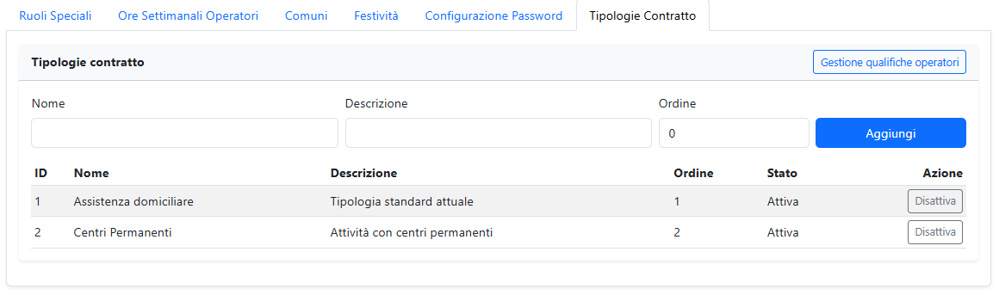 Ruoli Speciali Ore Settimanali Operatori Comuni Festività Configurazione Password Tipologie Contratto
Tipologie contratto Gestione qualifiche operatori
Nome Descrizione Ordine
0 Aggiungi
ID Nome Descrizione Ordine Stato Azione
1 Assistenza domiciliare Tipologia standard attuale 1 Attiva Disattiva
2 Centri Permanenti Attività con centri permanenti 2 Attiva Disattiva